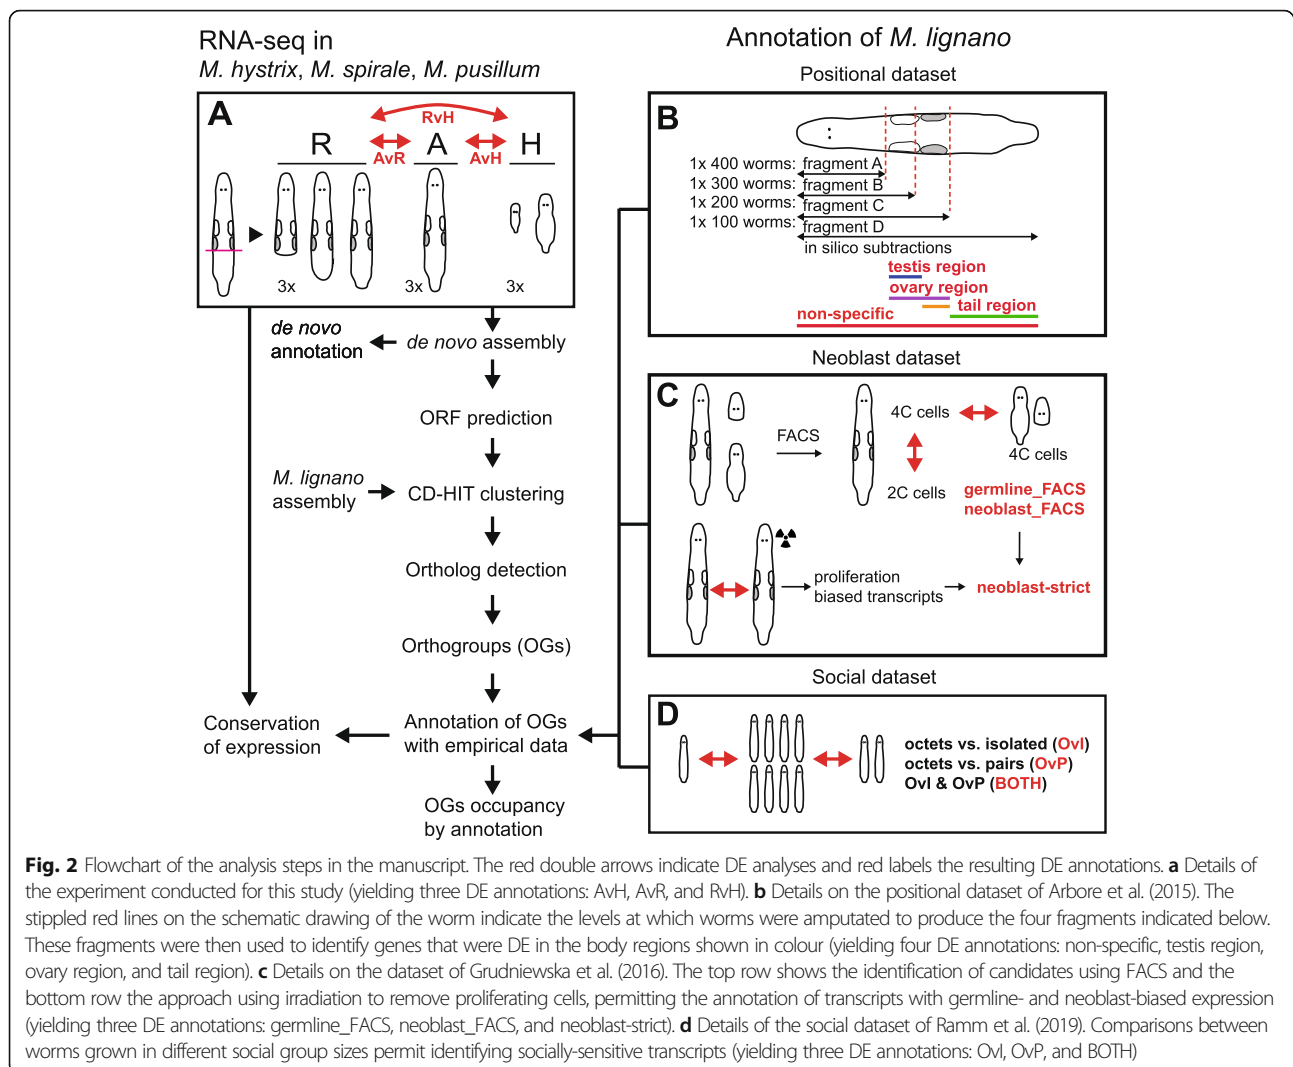 RNA-seq in
M. hystrix, M. spirale, M. pusillum
A
RvH
R A H
AvR AvH
3x 3x 3x
de novo
annotation
de novo assembly
ORF prediction
M. lignano
assembly
CD-HIT clustering
Ortholog detection
Orthogroups (OGs)
Conservation
of expression
Annotation of OGs
with empirical data
OGs occupancy
by annotation
Annotation of M. lignano
Positional dataset
B
1x 400 worms: fragment A
1x 300 worms: fragment B
1x 200 worms: fragment C
1x 100 worms: fragment D
in silico subtractions
testis region
ovary region
tail region
non-specific
Neoblast dataset
C
FACS
4C cells
4C cells
2C cells
germline_FACS
neoblast_FACS
proliferation
biased transcripts
neoblast-strict
Social dataset
D
octets vs. isolated (OvI)
octets vs. pairs (OvP)
OvI & OvP (BOTH)
Fig. 2 Flowchart of the analysis steps in the manuscript. The red double arrows indicate DE analyses and red labels the resulting DE annotations. a Details of
the experiment conducted for this study (yielding three DE annotations: AvH, AvR, and RvH). b Details on the positional dataset of Arbore et al. (2015). The
stippled red lines on the schematic drawing of the worm indicate the levels at which worms were amputated to produce the four fragments indicated below.
These fragments were then used to identify genes that were DE in the body regions shown in colour (yielding four DE annotations: non-specific, testis region,
ovary region, and tail region). c Details on the dataset of Grudniewska et al. (2016). The top row shows the identification of candidates using FACS and the
bottom row the approach using irradiation to remove proliferating cells, permitting the annotation of transcripts with germline- and neoblast-biased expression
(yielding three DE annotations: germline_FACS, neoblast_FACS, and neoblast-strict). d Details of the social dataset of Ramm et al. (2019). Comparisons between
worms grown in different social group sizes permit identifying socially-sensitive transcripts (yielding three DE annotations: OvI, OvP, and BOTH)